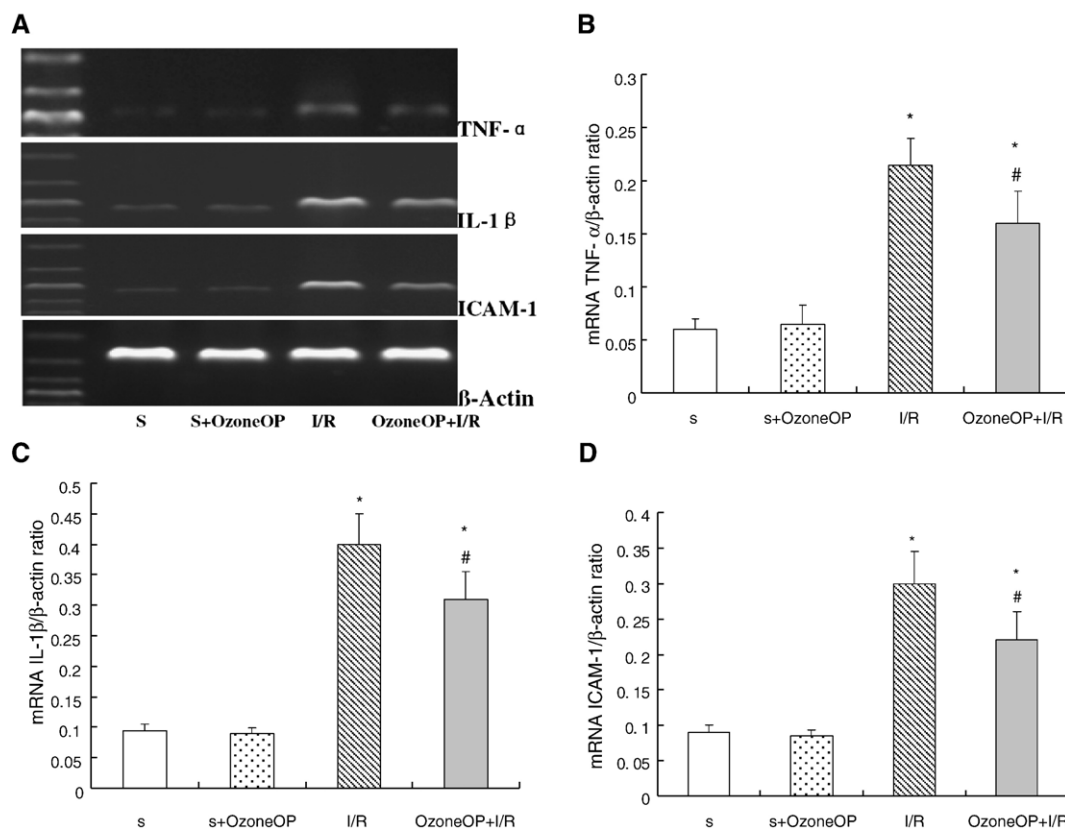 A
TNF- α
IL-1 β
ICAM-1
ß-Actin
S S+OzoneOP I/R OzoneOP+I/R
B
mRNA TNF- α/β-actin ratio
0.3
0.25
0.2
0.15
0.1
0.05
0
*
*
#
s s+OzoneOP I/R OzoneOP+I/R
C
mRNA IL-1β/β-actin ratio
0.5
0.45
0.4
0.35
0.3
0.25
0.2
0.15
0.1
0.05
0
*
*
#
s s+OzoneOP I/R OzoneOP+I/R
D
mRNA ICAM-1/β-actin ratio
0. 4
0.35
0. 3
0.25
0. 2
0.15
0. 1
0.05
0
*
*
#
s s+OzoneOP I/R OzoneOP+I/R